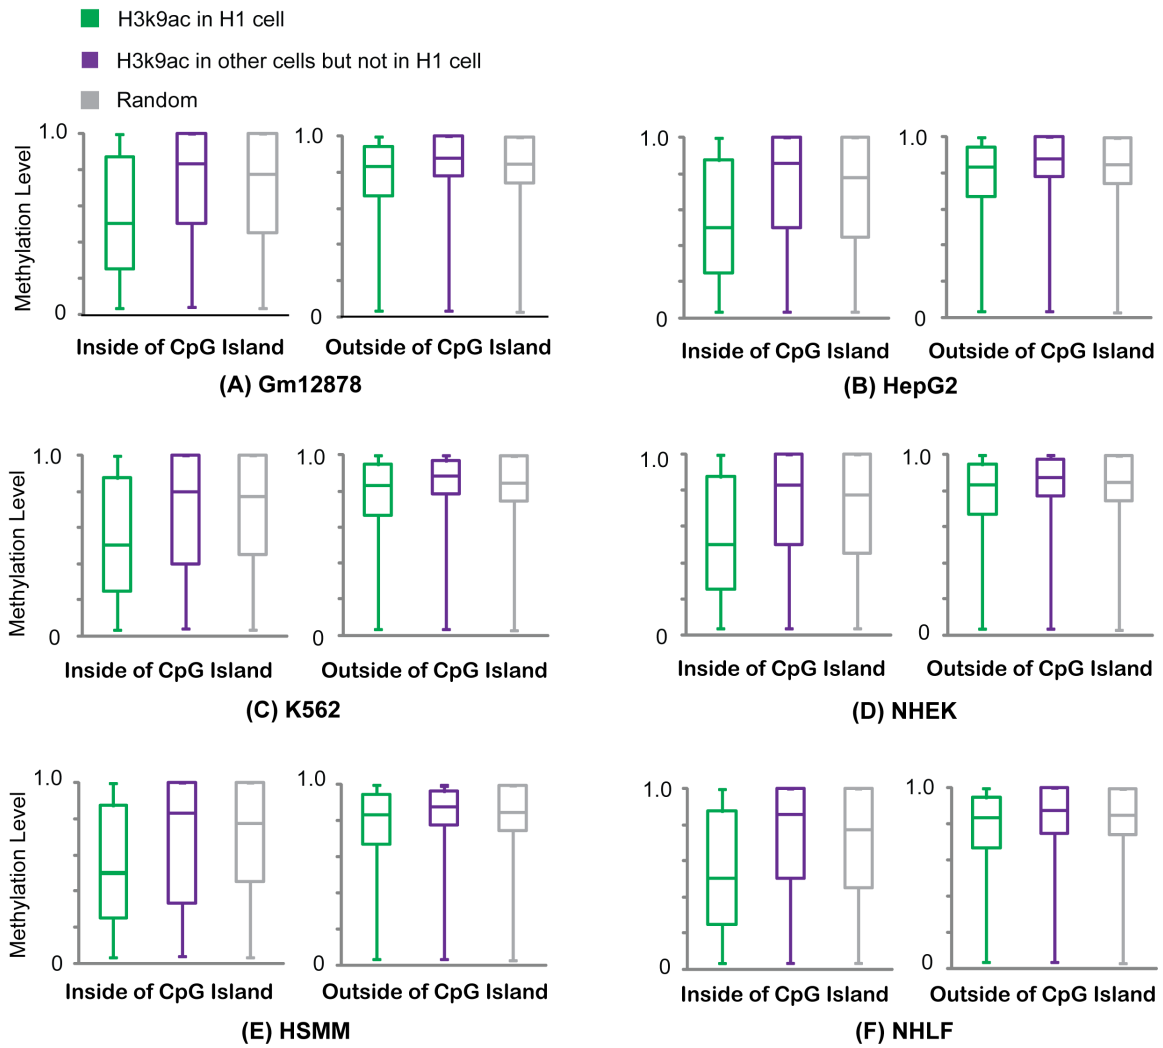 H3k9ac in H1 cell
H3k9ac in other cells but not in H1 cell
Random
Methylation Level
1.0
0
Inside of CpG Island
1.0
0
Outside of CpG Island
(A) Gm12878
1.0
0
Inside of CpG Island
1.0
0
Outside of CpG Island
(B) HepG2
Methylation Level
1.0
0
Inside of CpG Island
1.0
0
Outside of CpG Island
(C) K562
1.0
0
Inside of CpG Island
1.0
0
Outside of CpG Island
(D) NHEK
Methylation Level
1.0
0
Inside of CpG Island
1.0
0
Outside of CpG Island
(E) HSMM
1.0
0
Inside of CpG Island
1.0
0
Outside of CpG Island
(F) NHLF